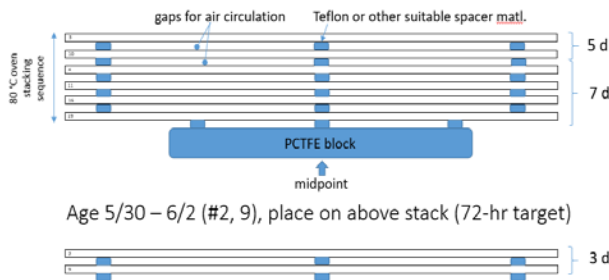 gaps for air circulation
Teflon or other suitable spacer matl.
80 °C oven
stacking
sequence
5 d
7 d
PCTFE block
midpoint
Age 5/30 – 6/2 (#2, 9), place on above stack (72-hr target)
3 d